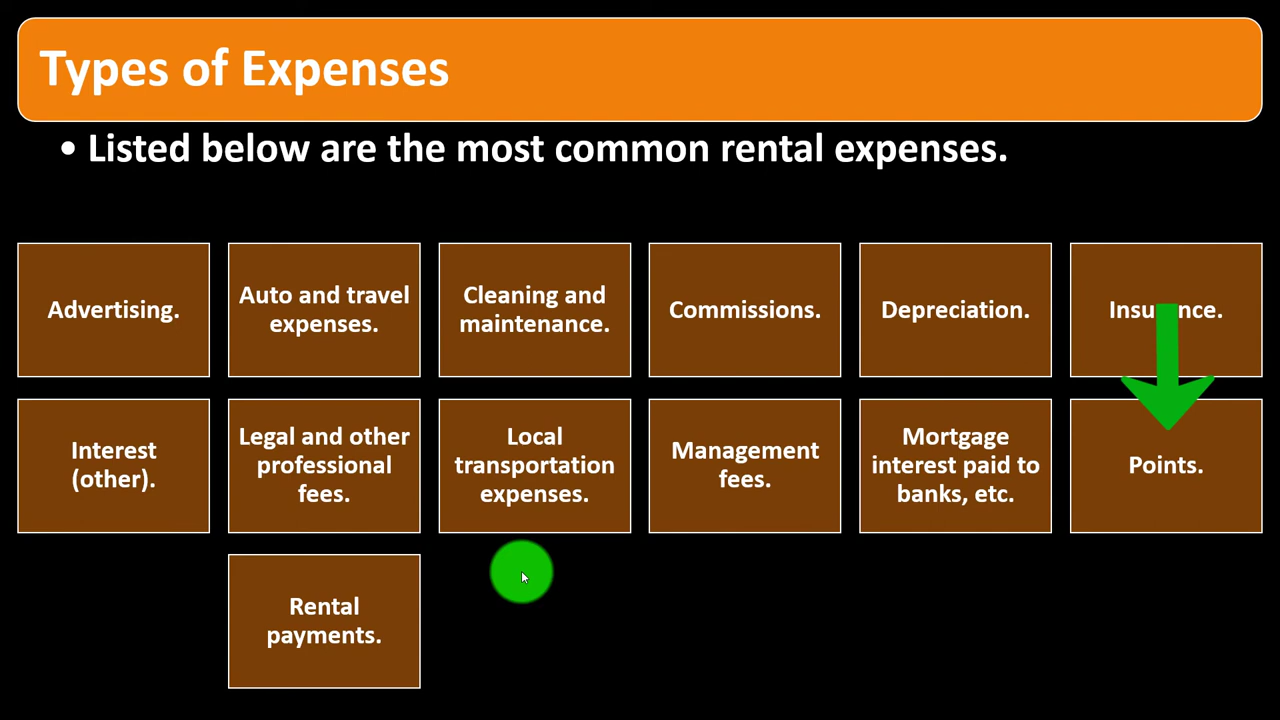 Types of Expenses
• Listed below are the most common rental expenses.
Advertising.
Auto and travel
expenses.
Cleaning and
maintenance.
Commissions.
Depreciation.
Insurance.
Interest
(other).
Legal and other
professional
fees.
Local
transportation
expenses.
Management
fees.
Mortgage
interest paid to
banks, etc.
Points.
Rental
payments.